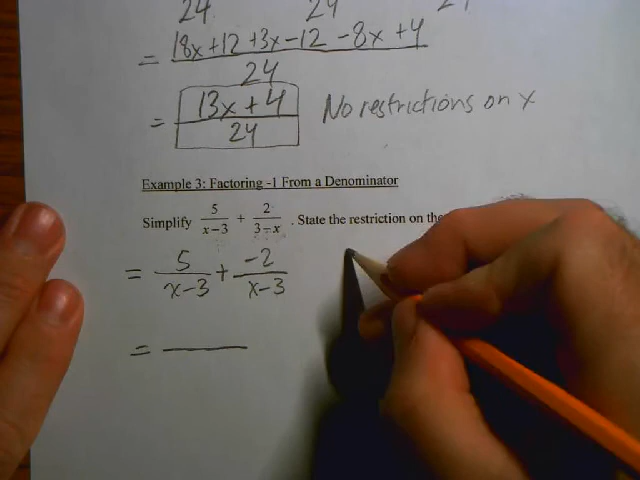 24 24 24
= 18x+12 +3x-12 -8x +4 / 24
= 13x+4 / 24 No restrictions on x
Example 3: Factoring -1 From a Denominator
Simplify 5/x-3 + 2/3-x . State the restriction on the
= 5/x-3 + -2/x-3
=